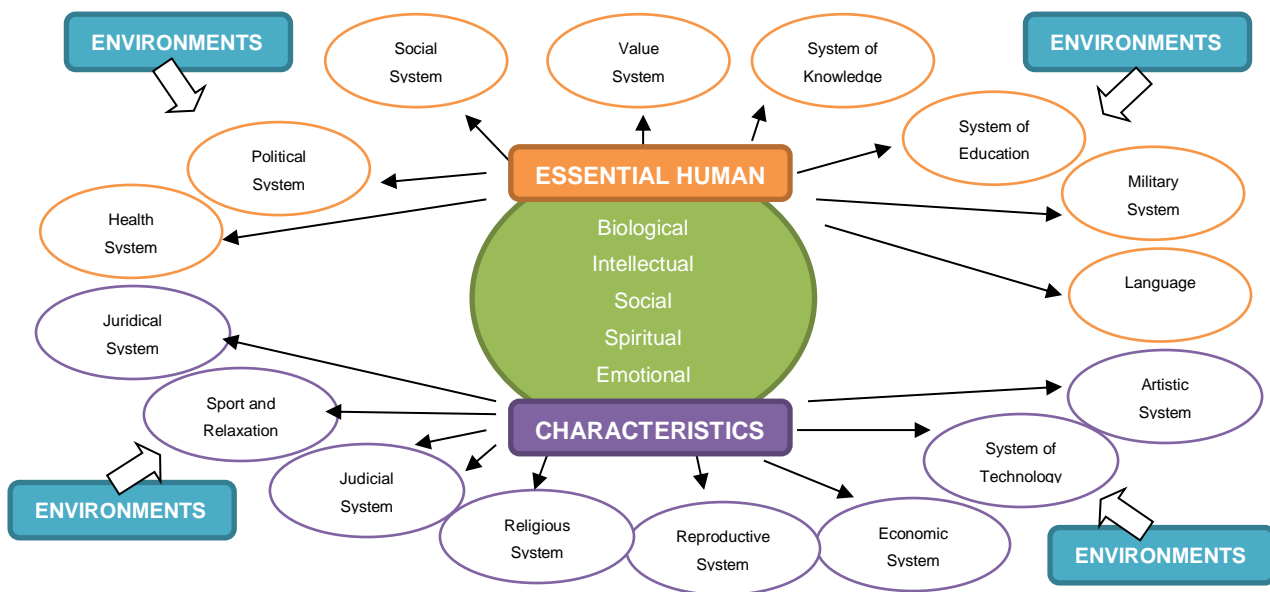 ENVIRONMENTS
Social
System
Value
System
System of
Knowledge
ENVIRONMENTS
Political
System
ESSENTIAL HUMAN
System of
Education
Health
System
Military
System
Biological
Intellectual
Social
Spiritual
Emotional
Language
Juridical
System
Artistic
System
Sport and
Relaxation
CHARACTERISTICS
System of
Technology
Judicial
System
ENVIRONMENTS
Religious
System
Reproductive
System
Economic
System
ENVIRONMENTS